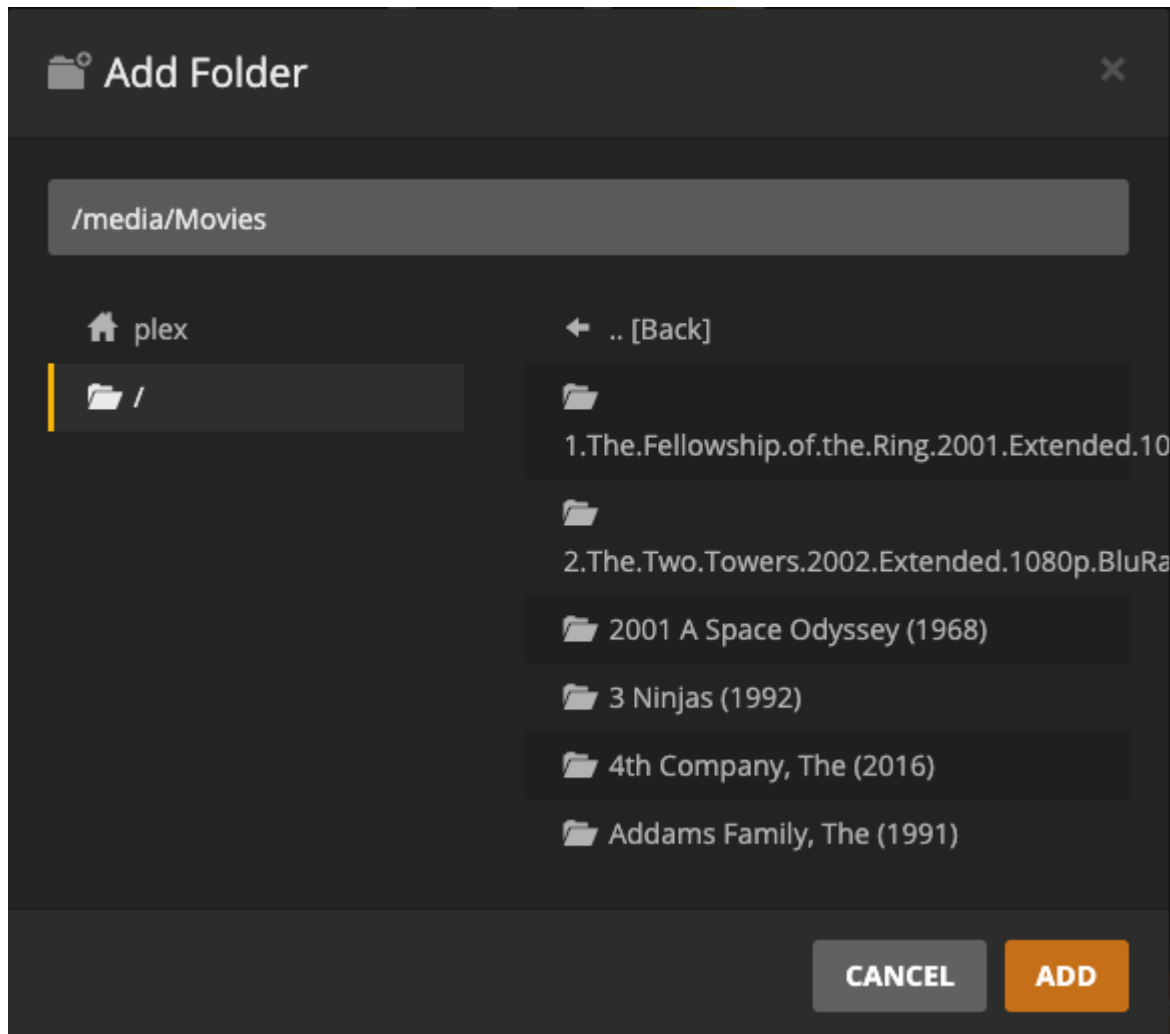 Add Folder
/media/Movies
plex
/
.. [Back]
1.The.Fellowship.of.the.Ring.2001.Extended.10
2.The.Two.Towers.2002.Extended.1080p.BluRa
2001 A Space Odyssey (1968)
3 Ninjas (1992)
4th Company, The (2016)
Addams Family, The (1991)
CANCEL
ADD